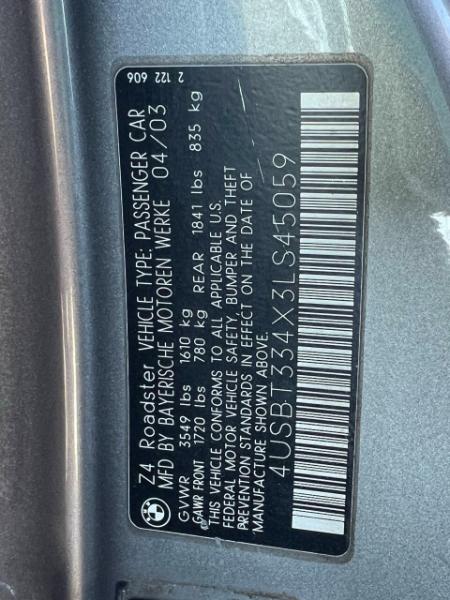 Z4 Roadster VEHICLE TYPE: PASSENGER CAR
MFD BY BAYERISCHE MOTOREN WERKE 04/03
GVWR 3549 lbs 1610 kg
GAWR FRONT 1720 lbs 780 kg REAR 1841 lbs 835 kg
THIS VEHICLE CONFORMS TO ALL APPLICABLE U.S.
FEDERAL MOTOR VEHICLE SAFETY, BUMPER AND THEFT
PREVENTION STANDARDS IN EFFECT ON THE DATE OF
MANUFACTURE SHOWN ABOVE.
4USBT334X3LS45059
2 122 606